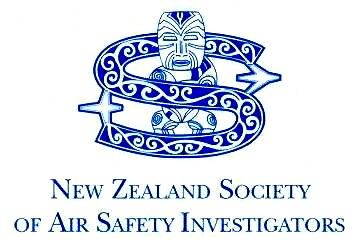 NEW ZEALAND SOCIETY
OF AIR SAFETY INVESTIGATORS